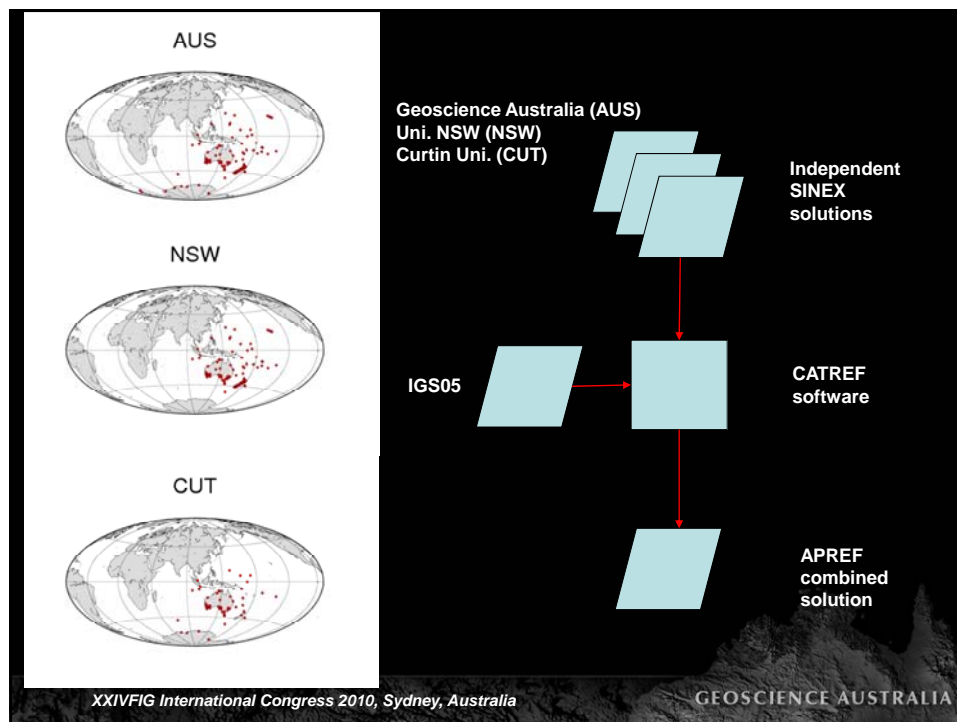 AUS
NSW
CUT
Geoscience Australia (AUS)
Uni. NSW (NSW)
Curtin Uni. (CUT)
Independent
SINEX
solutions
IGS05
CATREF
software
APREF
combined
solution
XXIVFIG International Congress 2010, Sydney, Australia
GEOSCIENCE AUSTRALIA